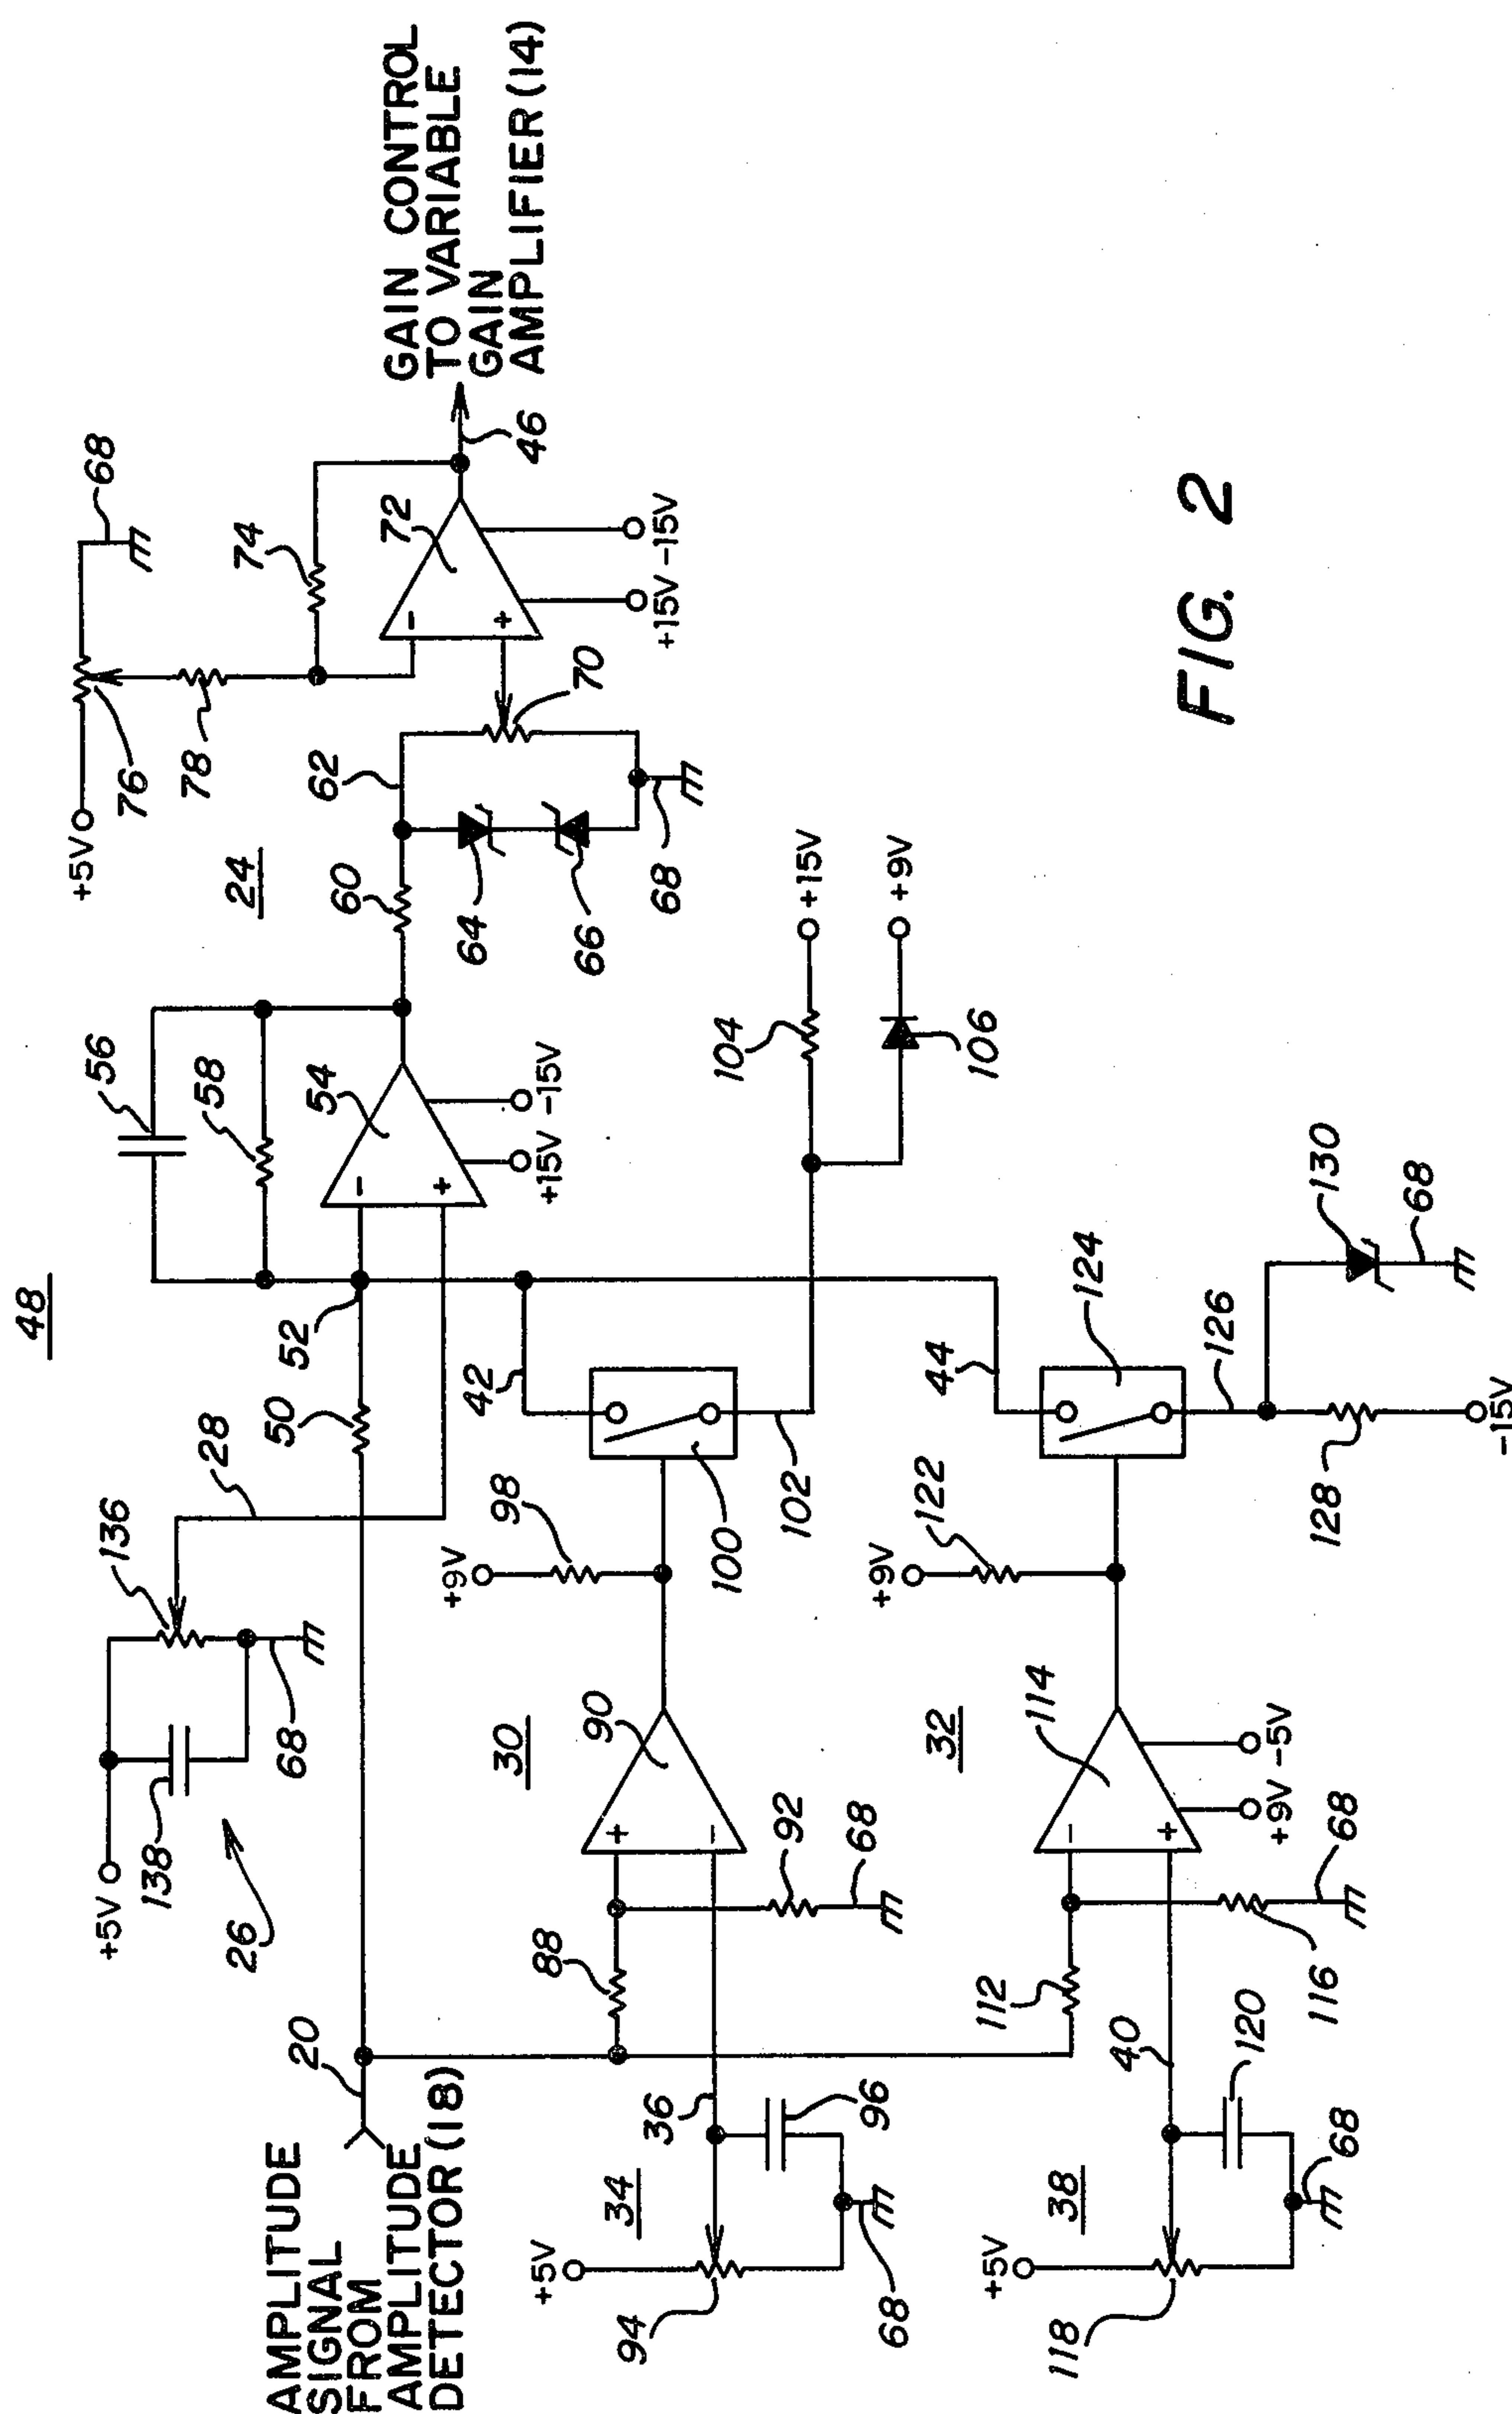 48
+5V
76
78
68
24
74
56
58
54
60
62
72
70
64
66
68
46
GAIN CONTROL
TO VARIABLE
GAIN
AMPLIFIER (14)
+15V
-15V
+15V
-15V
+5V
138
26
136
28
68
50
52
20
AMPLITUDE
SIGNAL
FROM
AMPLITUDE
DETECTOR (18)
42
+9V
98
30
90
88
92
68
36
34
96
+5V
94
68
100
102
104
+15V
106
+9V
44
+9V
122
124
32
114
112
116
68
40
38
120
+5V
118
68
+9V
-5V
126
128
-15V
130
68
FIG. 2